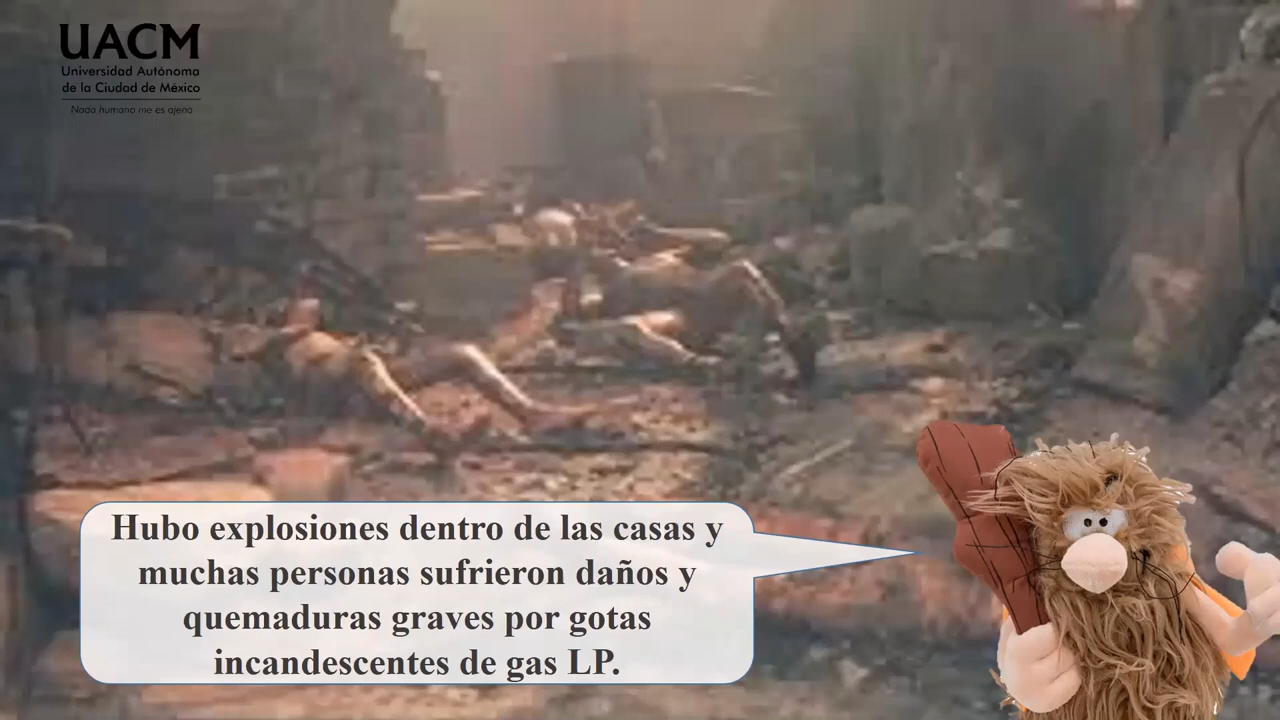 UACM
Universidad Autónoma
de la Ciudad de México
Nada humano me es ajeno
Hubo explosiones dentro de las casas y
muchas personas sufrieron daños y
quemaduras graves por gotas
incandescentes de gas LP.